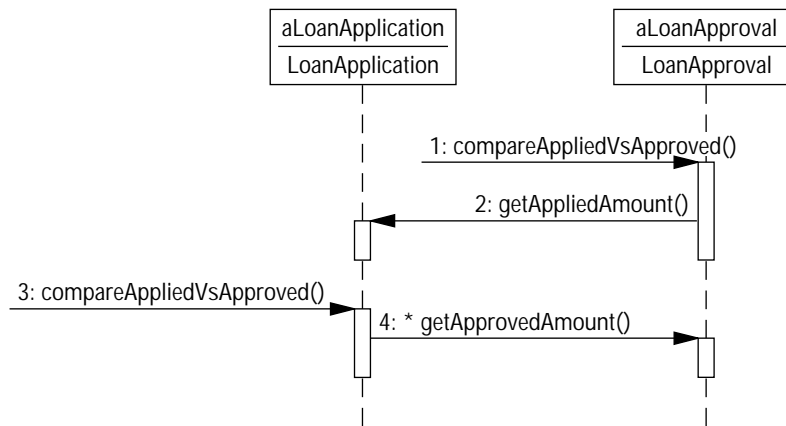 aLoanApplication
LoanApplication
aLoanApproval
LoanApproval
1: compareAppliedVsApproved()
2: getAppliedAmount()
3: compareAppliedVsApproved()
4: * getApprovedAmount()